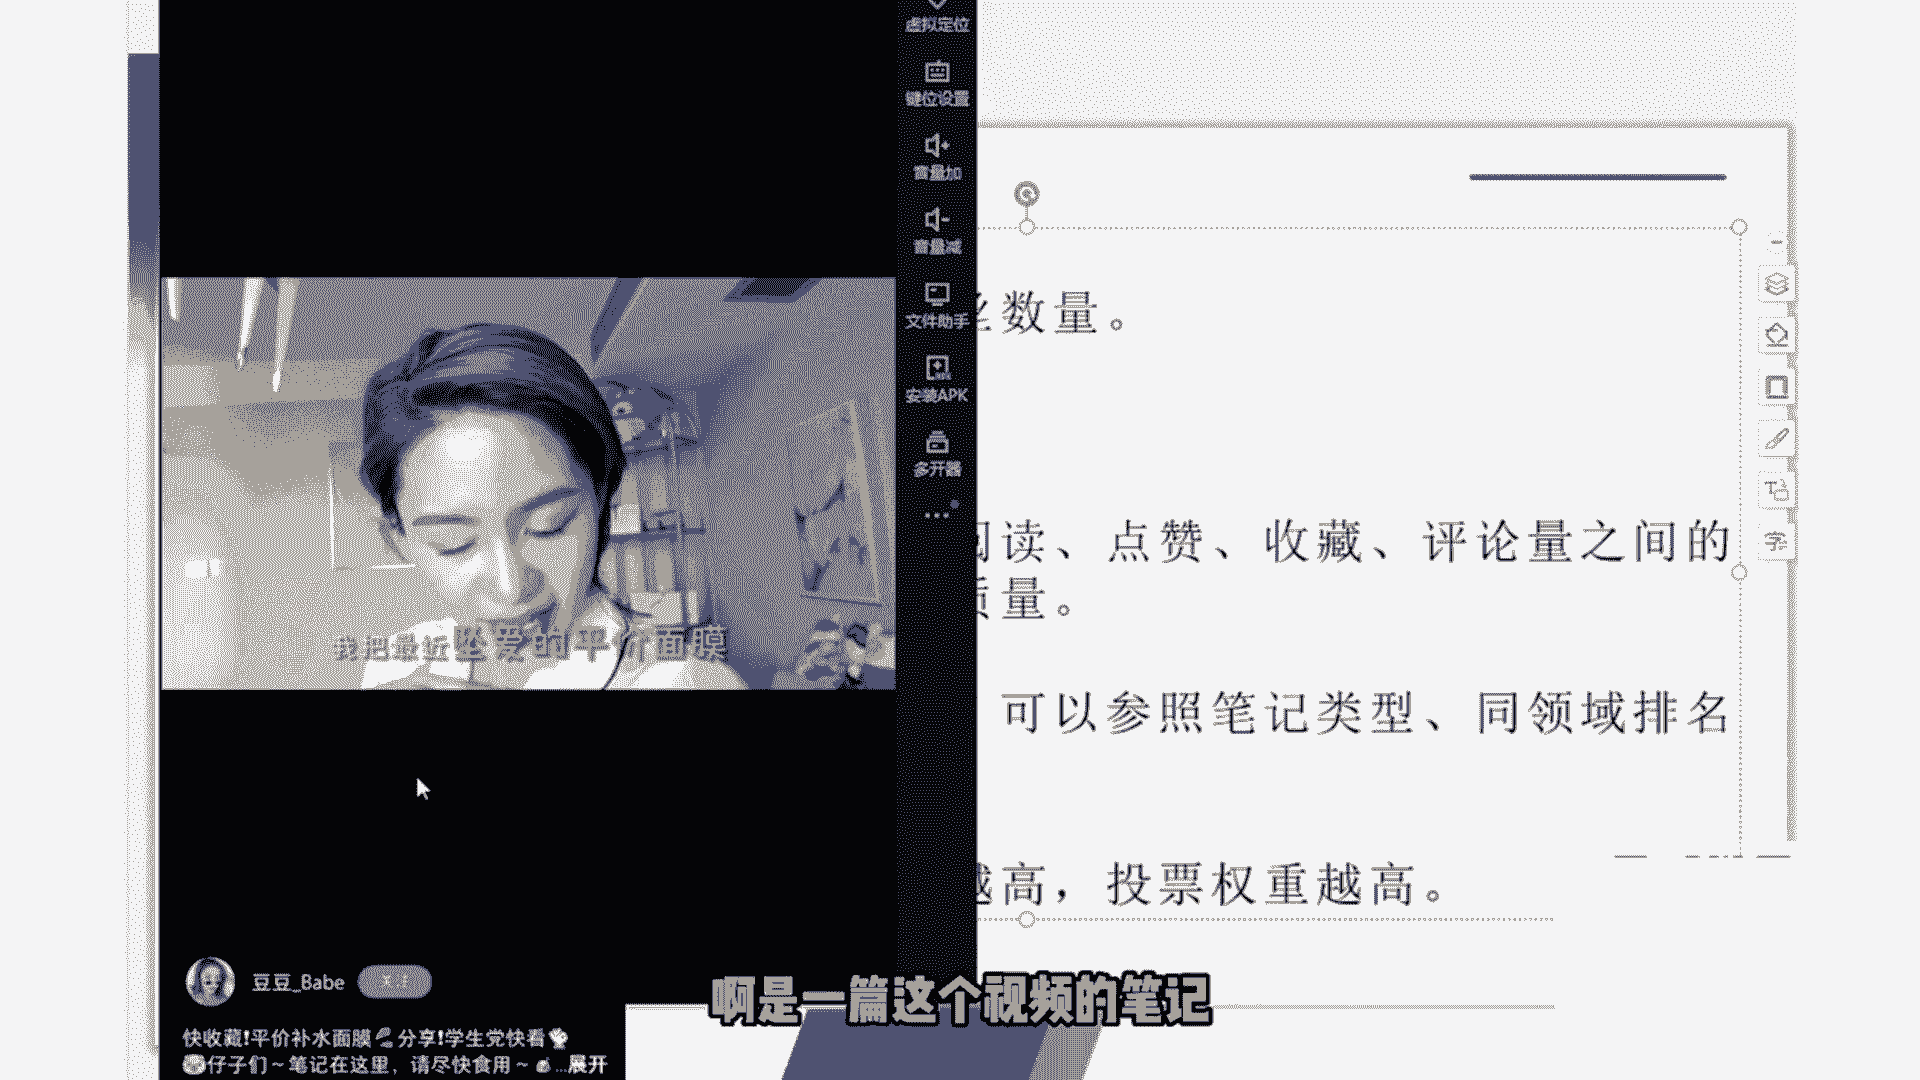 虚拟定位
键位设置
音量加
音量减
文件助手
安装APK
多开器
我把最近坠爱的平价面膜
豆豆_Babe
关注
快收藏!平价补水面膜分享!学生党快看
仔子们~笔记在这里，请尽快食用~...展开
数量。
阅读、点赞、收藏、评论量之间的
质量。
可以参照笔记类型、同领域排名
越高，投票权重越高。
字
啊是一篇这个视频的笔记